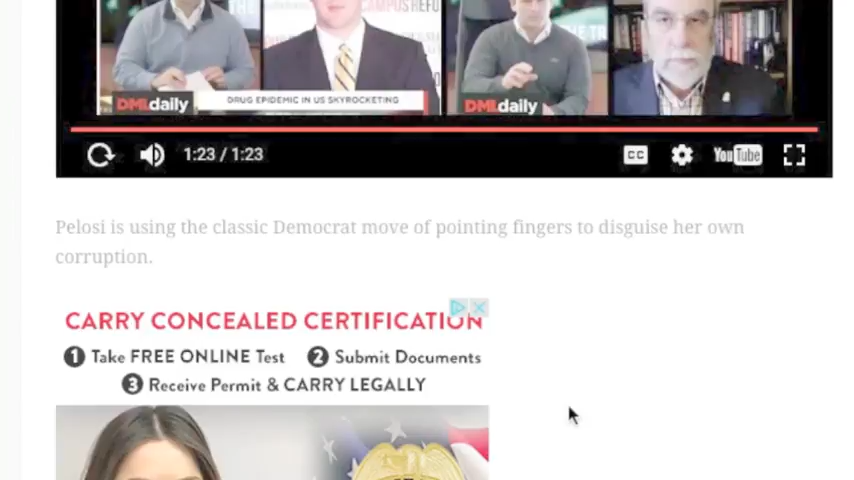 DMLdaily
DRUG EPIDEMIC IN US SKYROCKETING
DMLdaily
1:23 / 1:23
CC
YouTube
Pelosi is using the classic Democrat move of pointing fingers to disguise her own
corruption.
CARRY CONCEALED CERTIFICATION
1 Take FREE ONLINE Test 2 Submit Documents
3 Receive Permit & CARRY LEGALLY